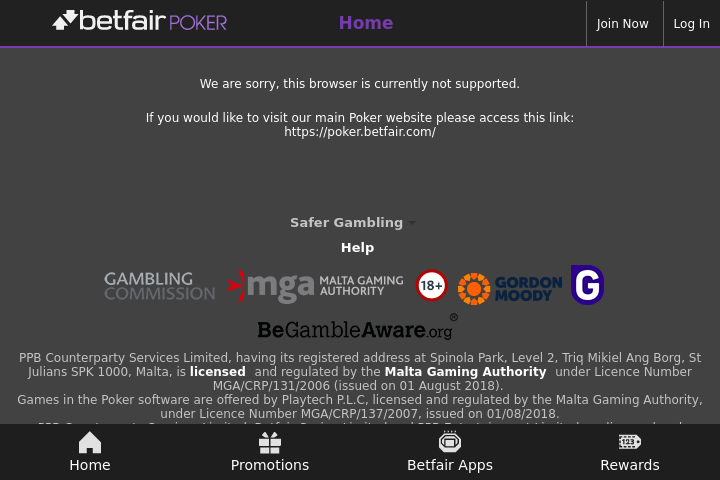 betfair POKER
Home
Join Now
Log In
We are sorry, this browser is currently not supported.
If you would like to visit our main Poker website please access this link:
https://poker.betfair.com/
Safer Gambling
Help
GAMBLING
COMMISSION
mga
MALTA GAMING
AUTHORITY
18+
GORDON
MOODY
G
BeGambleAware.org®
PPB Counterparty Services Limited, having its registered address at Spinola Park, Level 2, Triq Mikiel Ang Borg, St
Julians SPK 1000, Malta, is licensed and regulated by the Malta Gaming Authority under Licence Number
MGA/CRP/131/2006 (issued on 01 August 2018).
Games in the Poker software are offered by Playtech P.L.C, licensed and regulated by the Malta Gaming Authority,
under Licence Number MGA/CRP/137/2007, issued on 01/08/2018.
Home
Promotions
Betfair Apps
123
Rewards